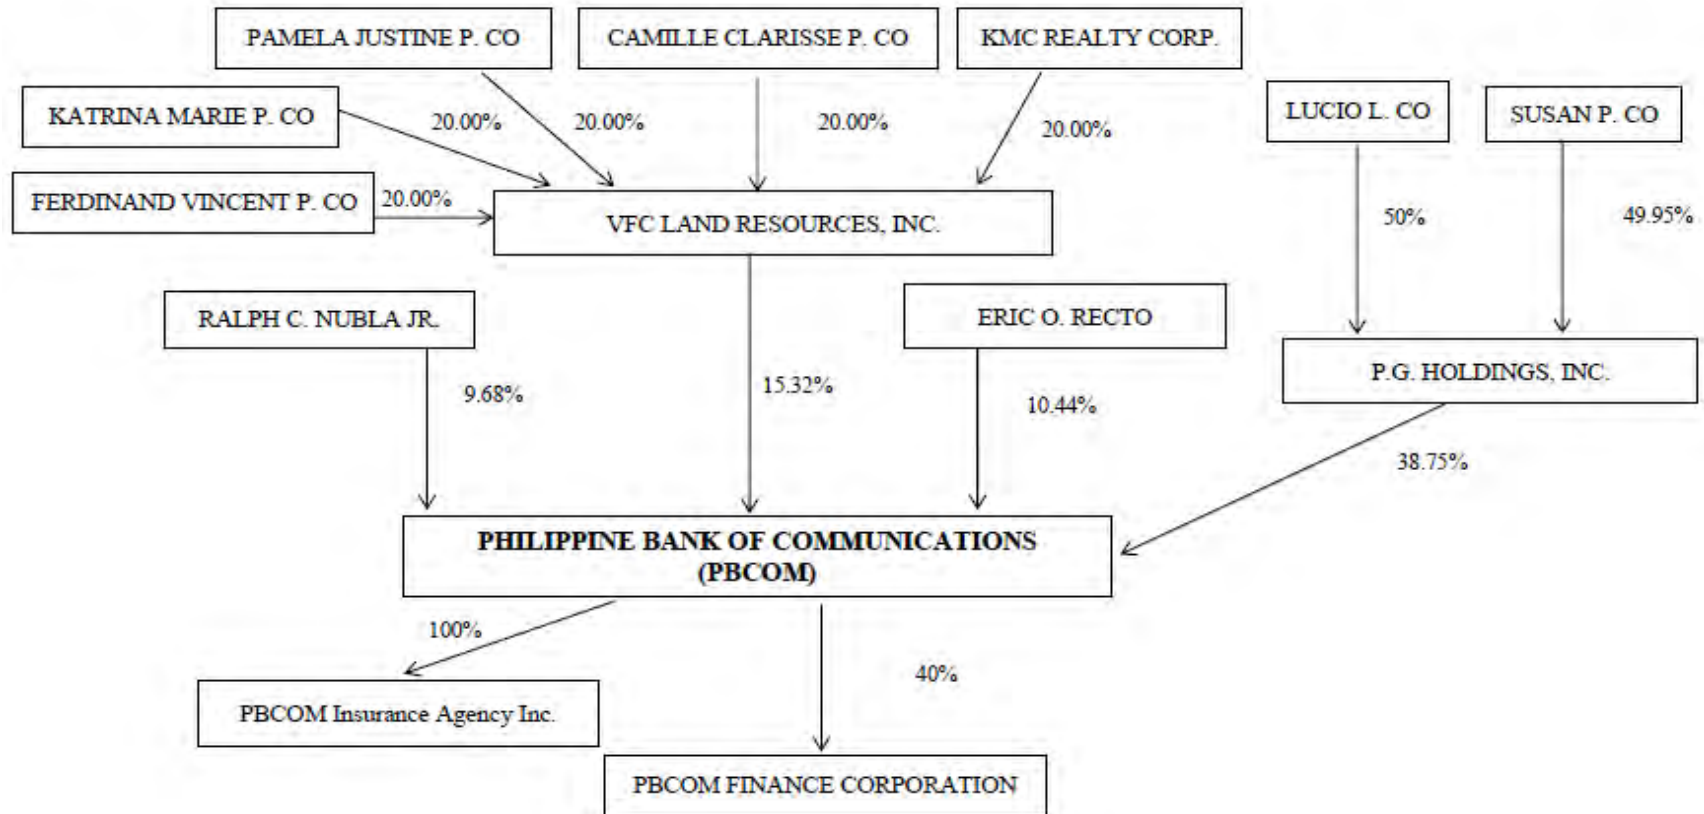 PAMELA JUSTINE P. CO
CAMILLE CLARISSE P. CO
KMC REALTY CORP.
KATRINA MARIE P. CO
20.00%
20.00%
20.00%
20.00%
LUCIO L. CO
SUSAN P. CO
FERDINAND VINCENT P. CO
20.00%
VFC LAND RESOURCES, INC.
50%
49.95%
RALPH C. NUBLA JR.
ERIC O. RECTO
P.G. HOLDINGS, INC.
9.68%
15.32%
10.44%
38.75%
PHILIPPINE BANK OF COMMUNICATIONS
(PBCOM)
100%
40%
PBCOM Insurance Agency Inc.
PBCOM FINANCE CORPORATION